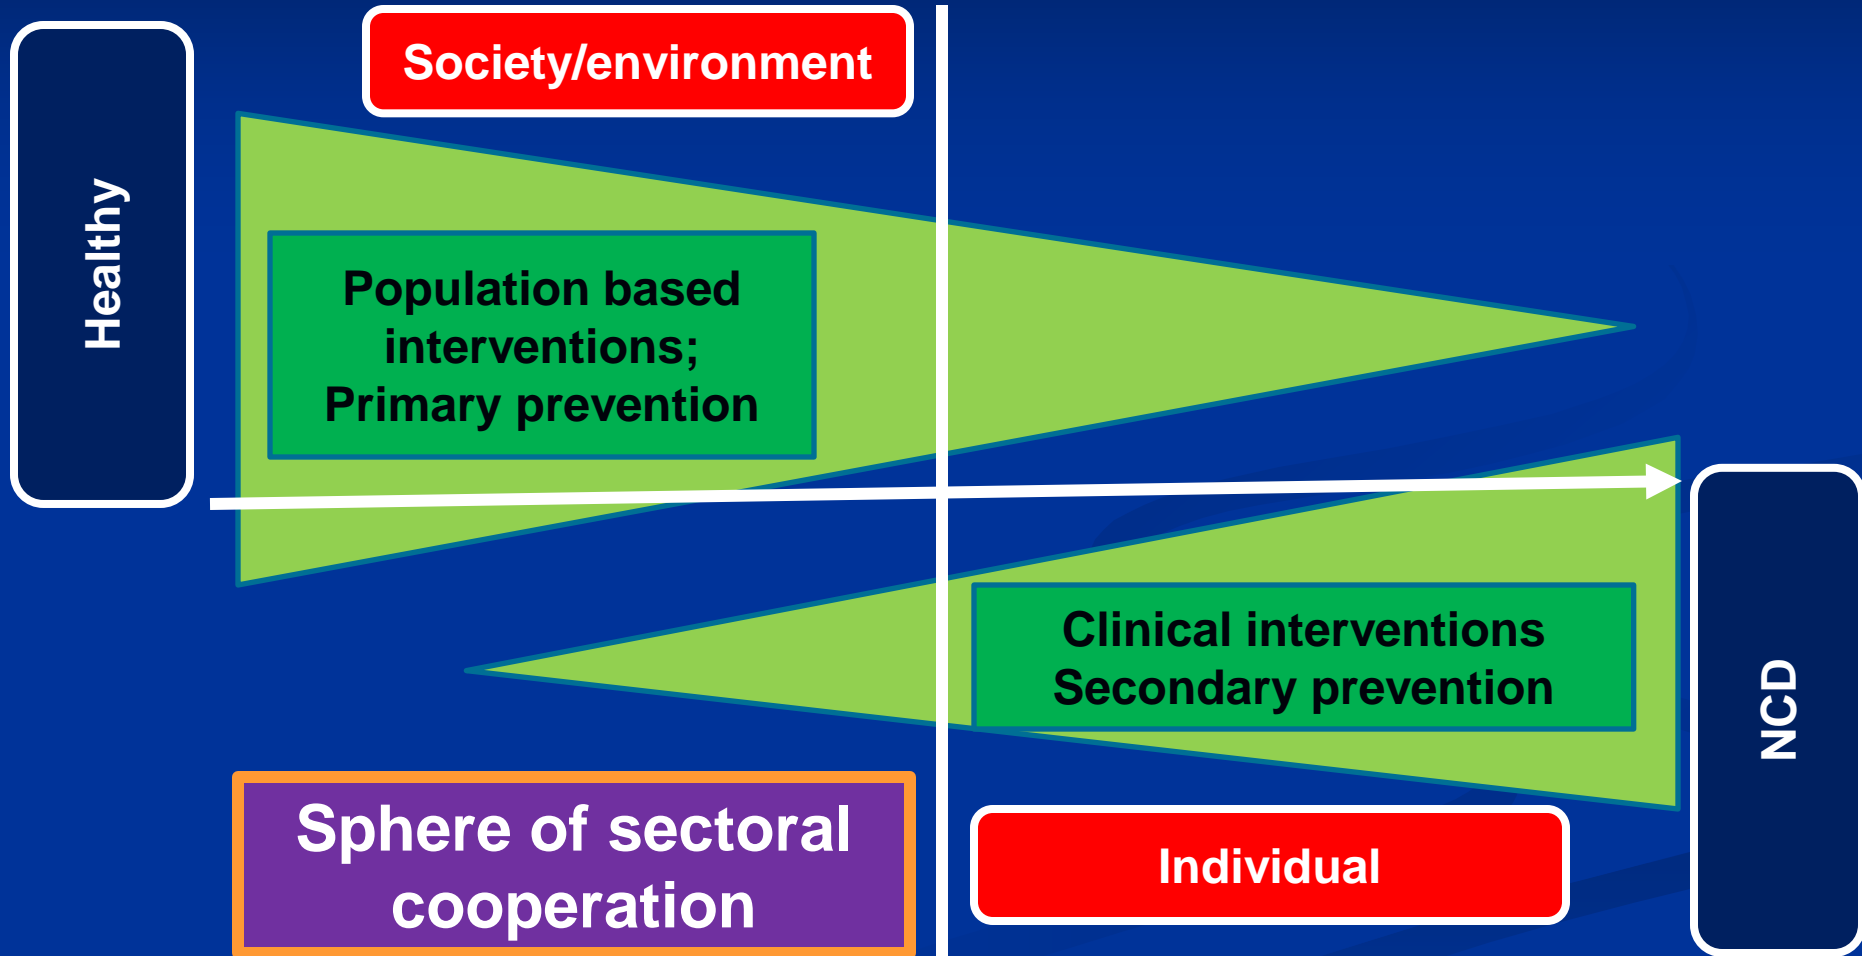 Society/environment
Healthy
Population based
interventions;
Primary prevention
Clinical interventions
Secondary prevention
NCD
Sphere of sectoral
cooperation
Individual